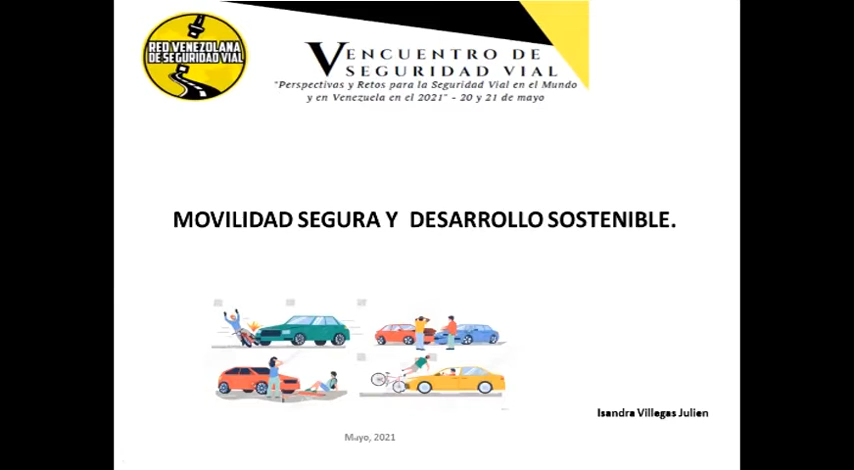 RED VENEZOLANA
DE SEGURIDAD VIAL
V ENCUENTRO DE
SEGURIDAD VIAL
"Perspectivas y Retos para la Seguridad Vial en el Mundo
y en Venezuela en el 2021" - 20 y 21 de mayo
MOVILIDAD SEGURA Y DESARROLLO SOSTENIBLE.
Isandra Villegas Julien
Mayo, 2021